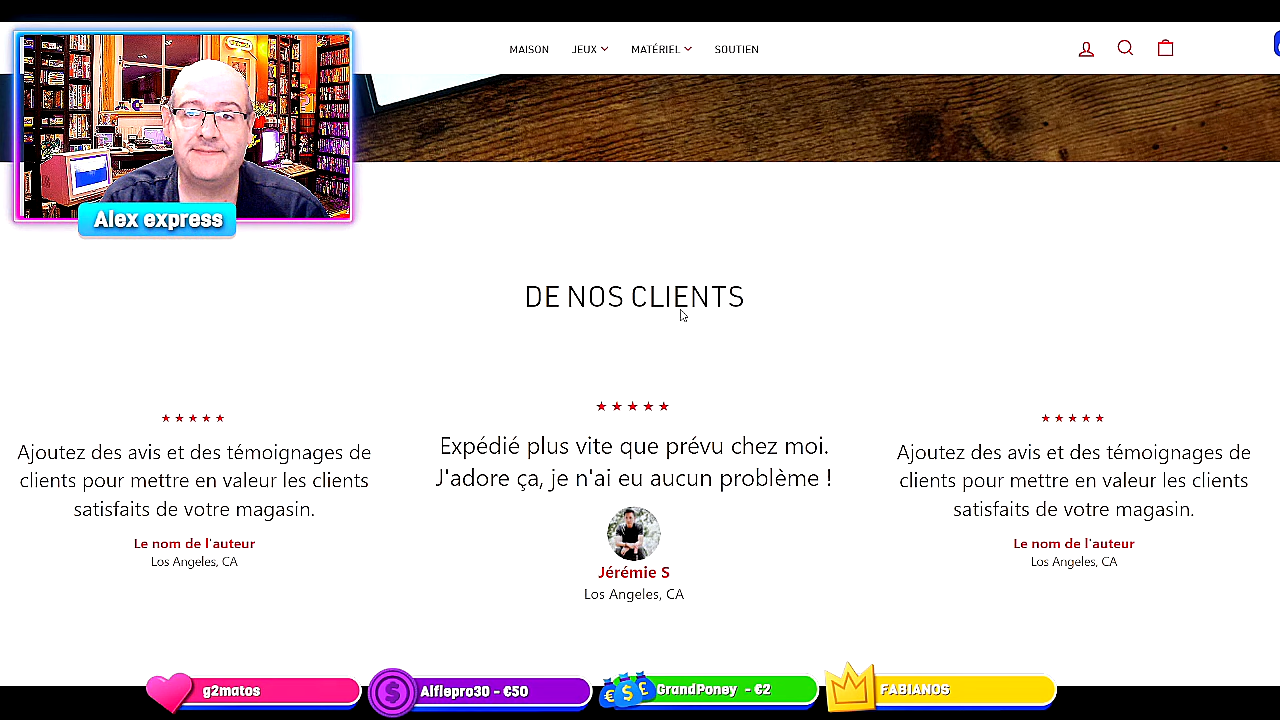 MAISON JEUX MATÉRIEL SOUTIEN
Alex express
DE NOS CLIENTS
★★★★★
Ajoutez des avis et des témoignages de
clients pour mettre en valeur les clients
satisfaits de votre magasin.
Le nom de l'auteur
Los Angeles, CA
★★★★★
Expédié plus vite que prévu chez moi.
J'adore ça, je n'ai eu aucun problème !
Jérémie S
Los Angeles, CA
★★★★★
Ajoutez des avis et des témoignages de
clients pour mettre en valeur les clients
satisfaits de votre magasin.
Le nom de l'auteur
Los Angeles, CA
g2matos
Alfiepro30 - €50
GrandPoney - €2
FABIANOS